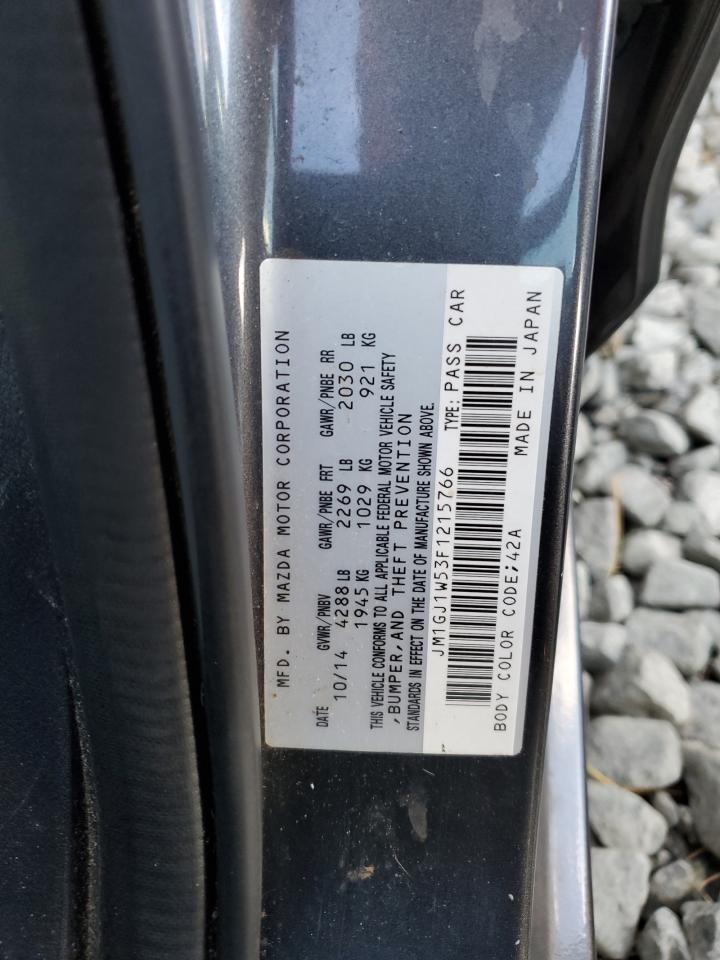 MFD. BY MAZDA MOTOR CORPORATION
DATE GVWR/PNBV GAWR/PNBE FRT GAWR/PNBE RR
10/14 4288 LB 2269 LB 2030 LB
1945 KG 1029 KG 921 KG
THIS VEHICLE CONFORMS TO ALL APPLICABLE FEDERAL MOTOR VEHICLE SAFETY
,BUMPER,AND THEFT PREVENTION
STANDARDS IN EFFECT ON THE DATE OF MANUFACTURE SHOWN ABOVE.
JM1GJ1W53F1215766 TYPE: PASS CAR
BODY COLOR CODE;42A MADE IN JAPAN